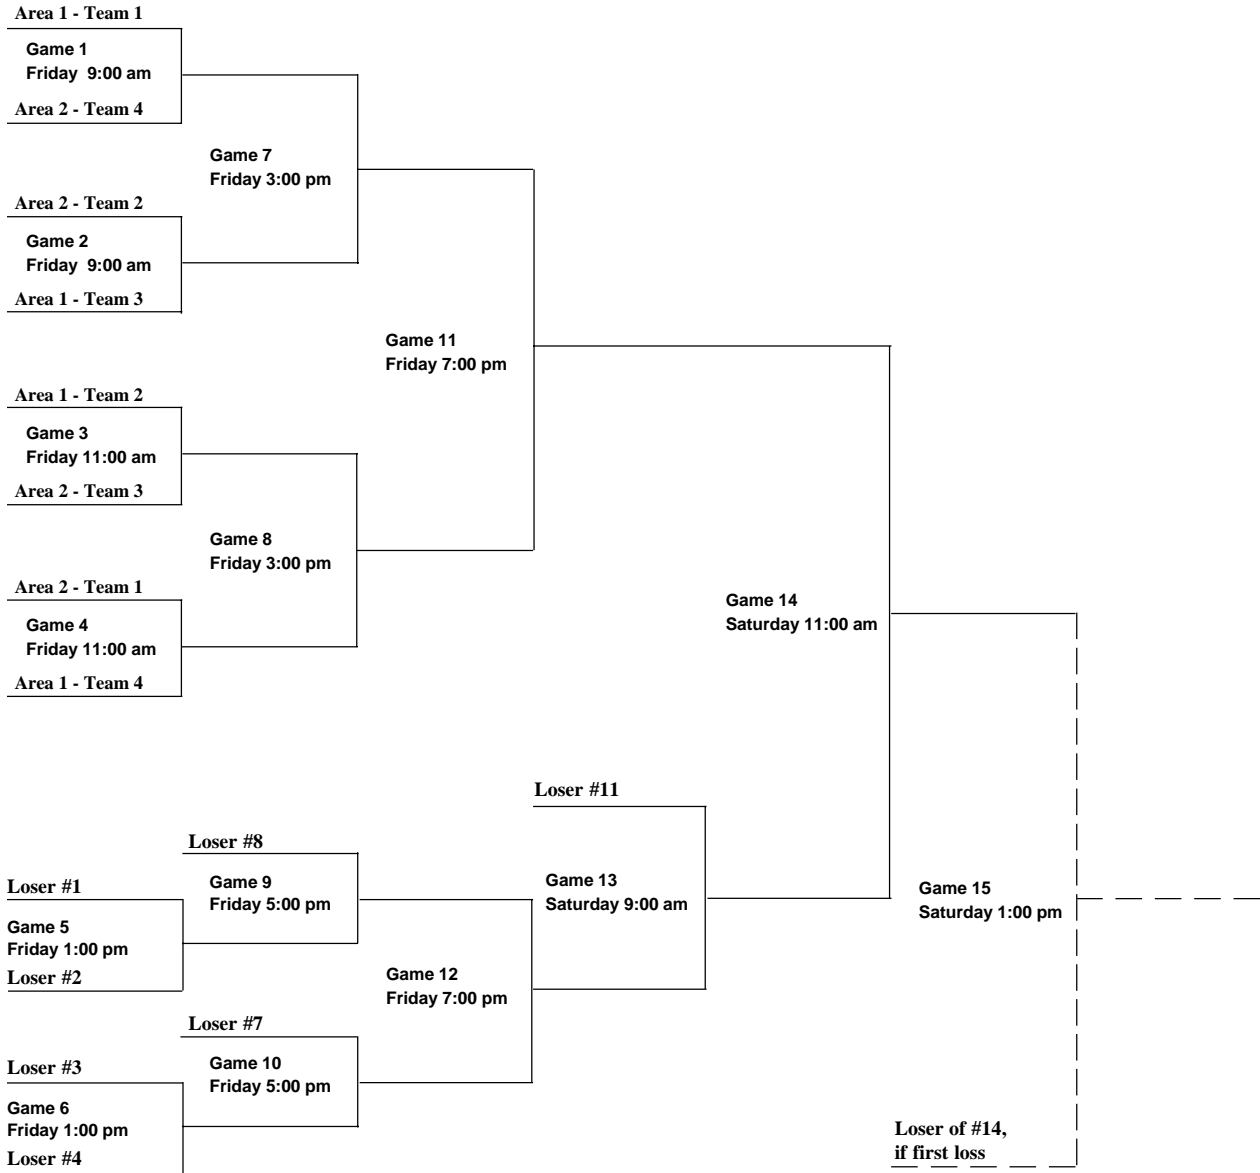 Area 1 - Team 1
Game 1
Friday 9:00 am
Area 2 - Team 4
Game 7
Friday 3:00 pm
Area 2 - Team 2
Game 2
Friday 9:00 am
Area 1 - Team 3
Game 11
Friday 7:00 pm
Area 1 - Team 2
Game 3
Friday 11:00 am
Area 2 - Team 3
Game 8
Friday 3:00 pm
Area 2 - Team 1
Game 4
Friday 11:00 am
Area 1 - Team 4
Game 14
Saturday 11:00 am
Loser #11
Loser #8
Loser #1
Game 9
Friday 5:00 pm
Game 13
Saturday 9:00 am
Game 15
Saturday 1:00 pm
Game 5
Friday 1:00 pm
Loser #2
Game 12
Friday 7:00 pm
Loser #7
Loser #3
Game 10
Friday 5:00 pm
Game 6
Friday 1:00 pm
Loser #4
Loser of #14,
if first loss